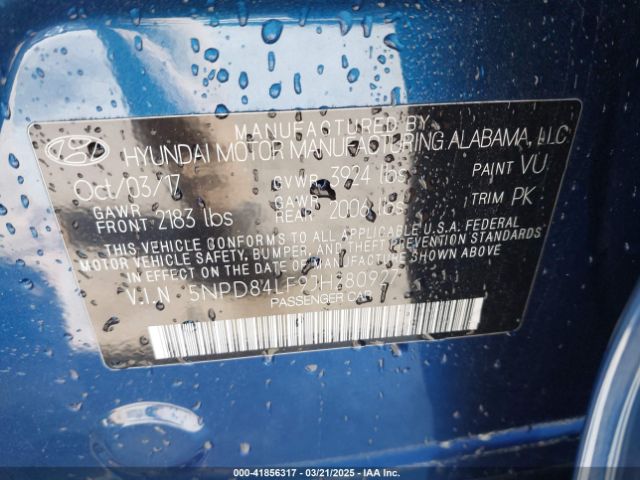 MANUFACTURED BY
HYUNDAI MOTOR MANUFACTURING ALABAMA, LLC
Oct/03/17 GVWR 3924 lbs PAINT VU
GAWR FRONT 2183 lbs GAWR REAR 2006 lbs TRIM PK
THIS VEHICLE CONFORMS TO ALL APPLICABLE U.S.A. FEDERAL
MOTOR VEHICLE SAFETY, BUMPER, AND THEFT PREVENTION STANDARDS
IN EFFECT ON THE DATE OF MANUFACTURE SHOWN ABOVE
V.I.N
PASSENGER CAR
000-41856317 - 03/21/2025 - IAA Inc.